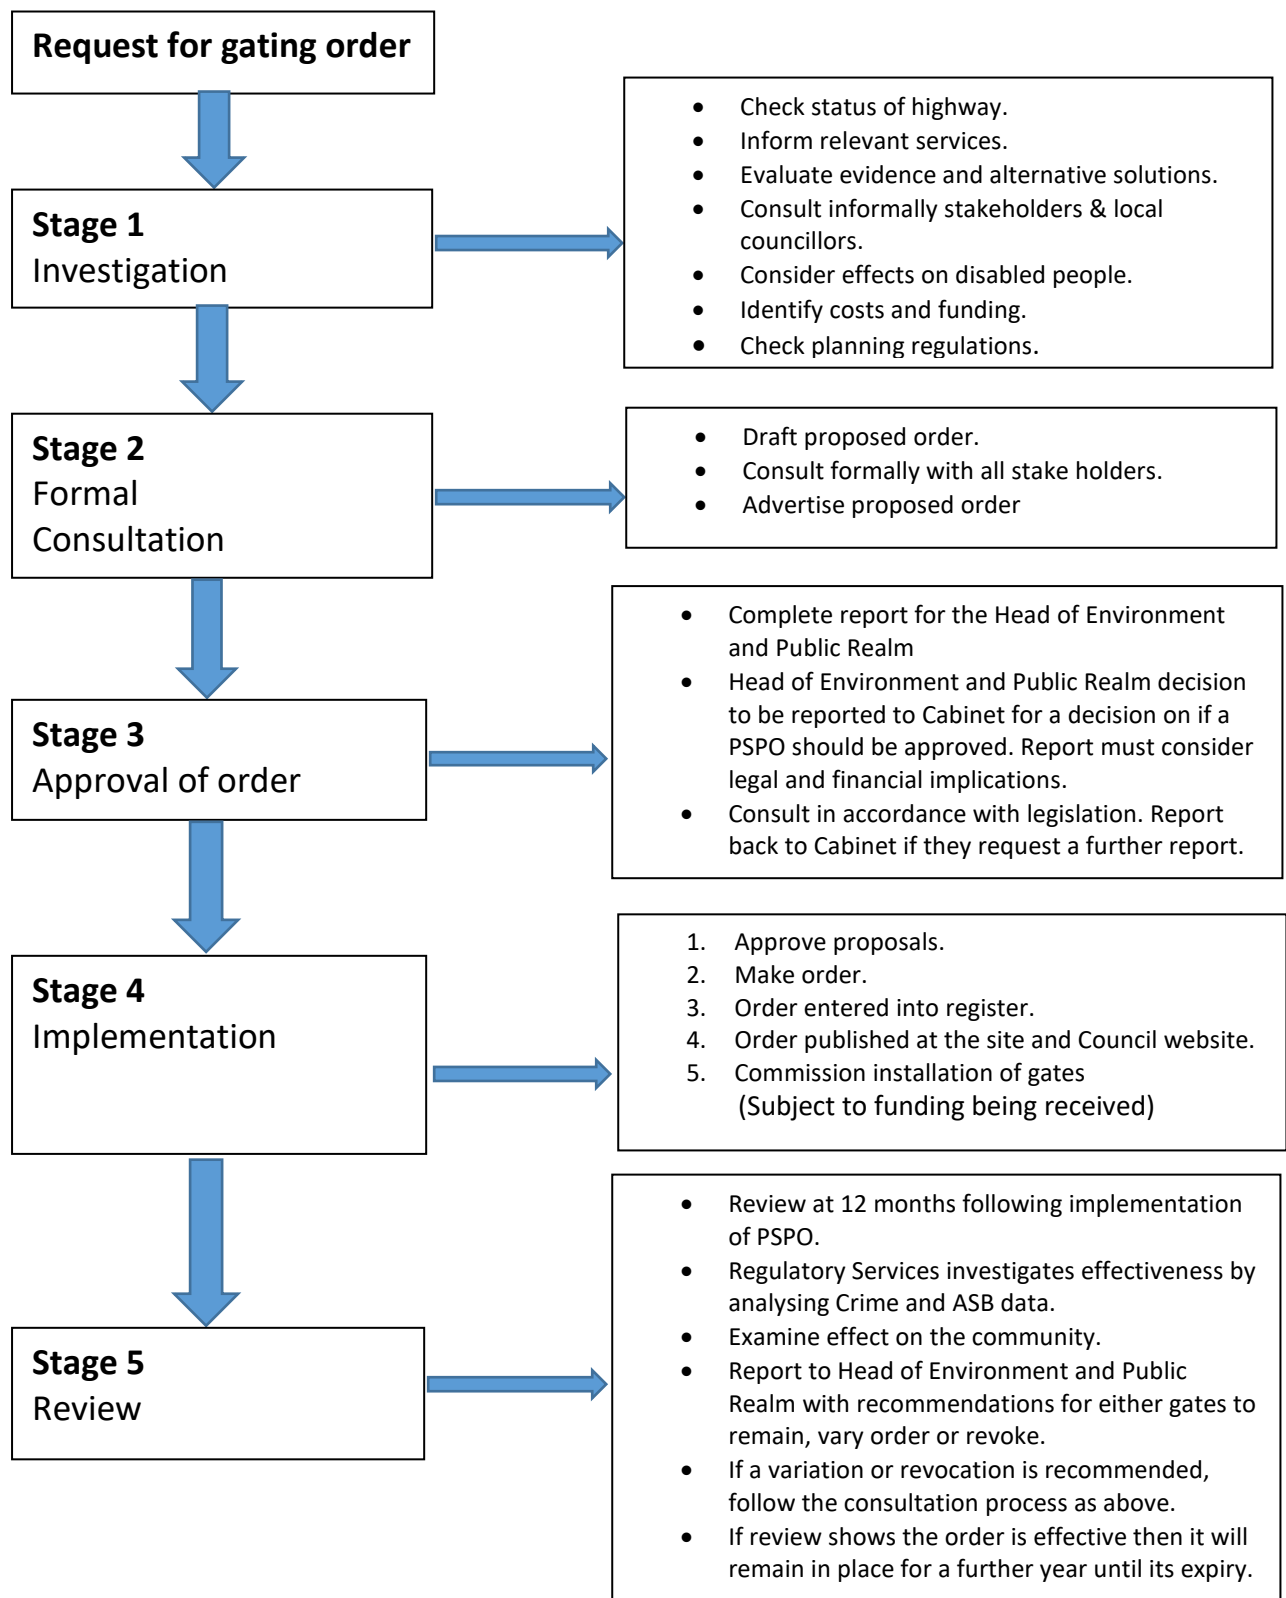 Request for gating order
Stage 1
Investigation
• Check status of highway.
• Inform relevant services.
• Evaluate evidence and alternative solutions.
• Consult informally stakeholders & local
councillors.
• Consider effects on disabled people.
• Identify costs and funding.
• Check planning regulations.
Stage 2
Formal
Consultation
• Draft proposed order.
• Consult formally with all stake holders.
• Advertise proposed order
Stage 3
Approval of order
• Complete report for the Head of Environment
and Public Realm
• Head of Environment and Public Realm decision
to be reported to Cabinet for a decision on if a
PSPO should be approved. Report must consider
legal and financial implications.
• Consult in accordance with legislation. Report
back to Cabinet if they request a further report.
Stage 4
Implementation
1. Approve proposals.
2. Make order.
3. Order entered into register.
4. Order published at the site and Council website.
5. Commission installation of gates
(Subject to funding being received)
Stage 5
Review
• Review at 12 months following implementation
of PSPO.
• Regulatory Services investigates effectiveness by
analysing Crime and ASB data.
• Examine effect on the community.
• Report to Head of Environment and Public
Realm with recommendations for either gates to
remain, vary order or revoke.
• If a variation or revocation is recommended,
follow the consultation process as above.
• If review shows the order is effective then it will
remain in place for a further year until its expiry.